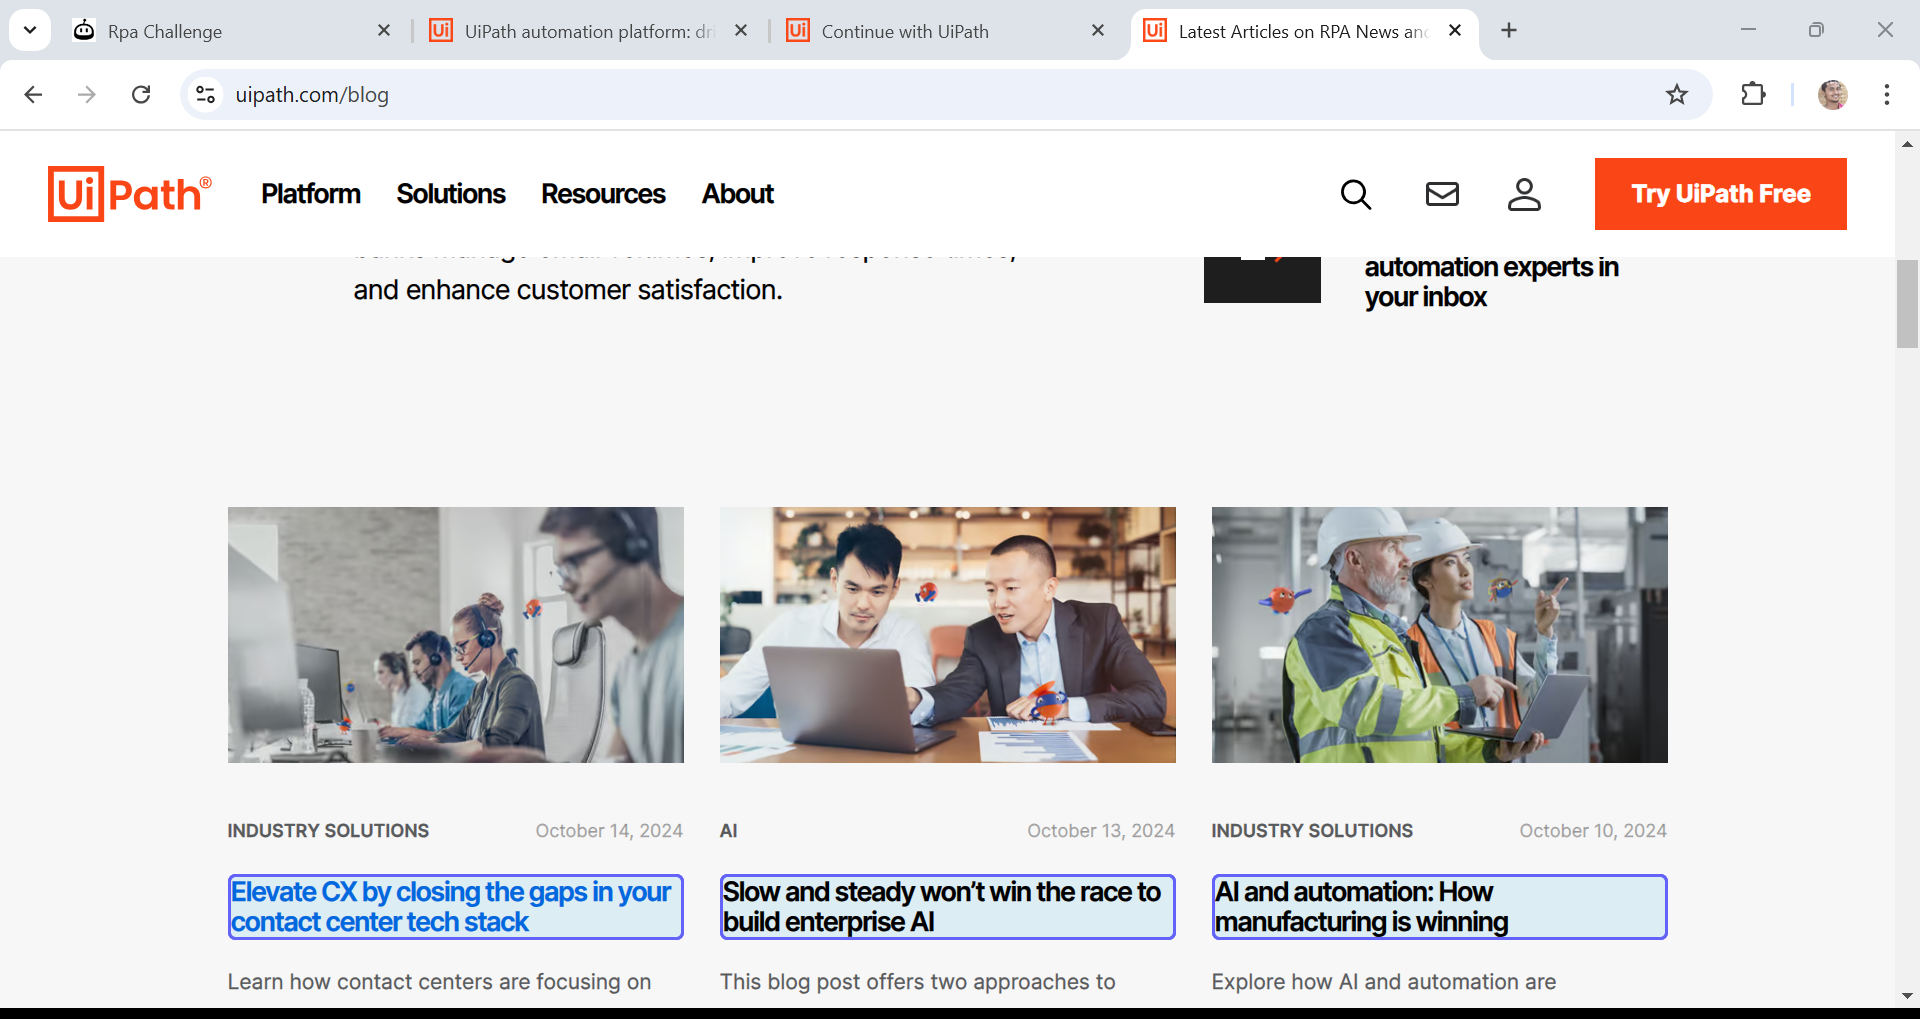 Rpa Challenge
UiPath automation platform: dri
Continue with UiPath
Latest Articles on RPA News and
uipath.com/blog
UiPath®
Platform
Solutions
Resources
About
Try UiPath Free
and enhance customer satisfaction.
automation experts in
your inbox
INDUSTRY SOLUTIONS
October 14, 2024
Elevate CX by closing the gaps in your
contact center tech stack
Learn how contact centers are focusing on
AI
October 13, 2024
Slow and steady won’t win the race to
build enterprise AI
This blog post offers two approaches to
INDUSTRY SOLUTIONS
October 10, 2024
AI and automation: How
manufacturing is winning
Explore how AI and automation are